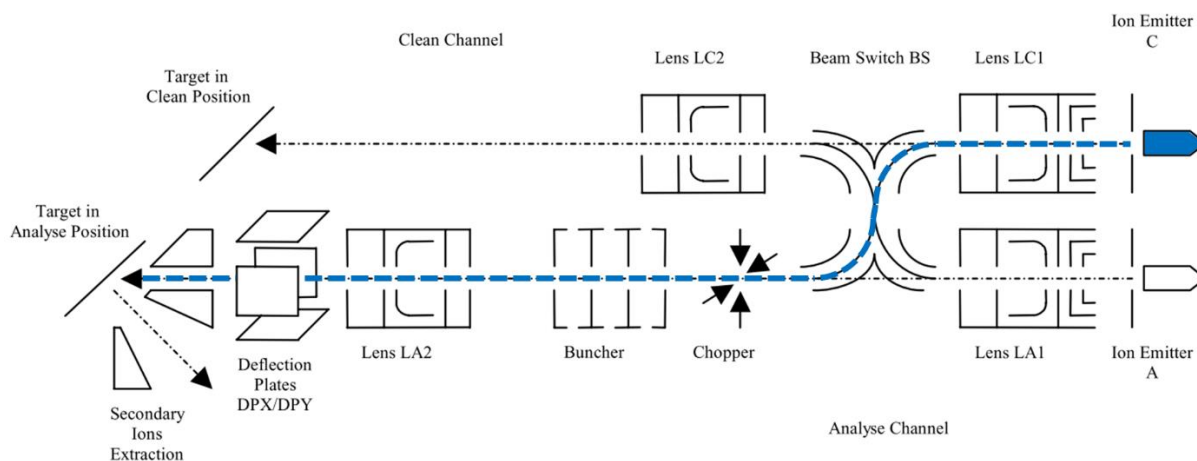 Clean Channel
Ion Emitter
C
Lens LC2
Beam Switch BS
Lens LC1
Target in
Clean Position
Target in
Analyse Position
Lens LA2
Buncher
Chopper
Lens LA1
Ion Emitter
A
Deflection
Plates
DPX/DPY
Secondary
Ions
Extraction
Analyse Channel